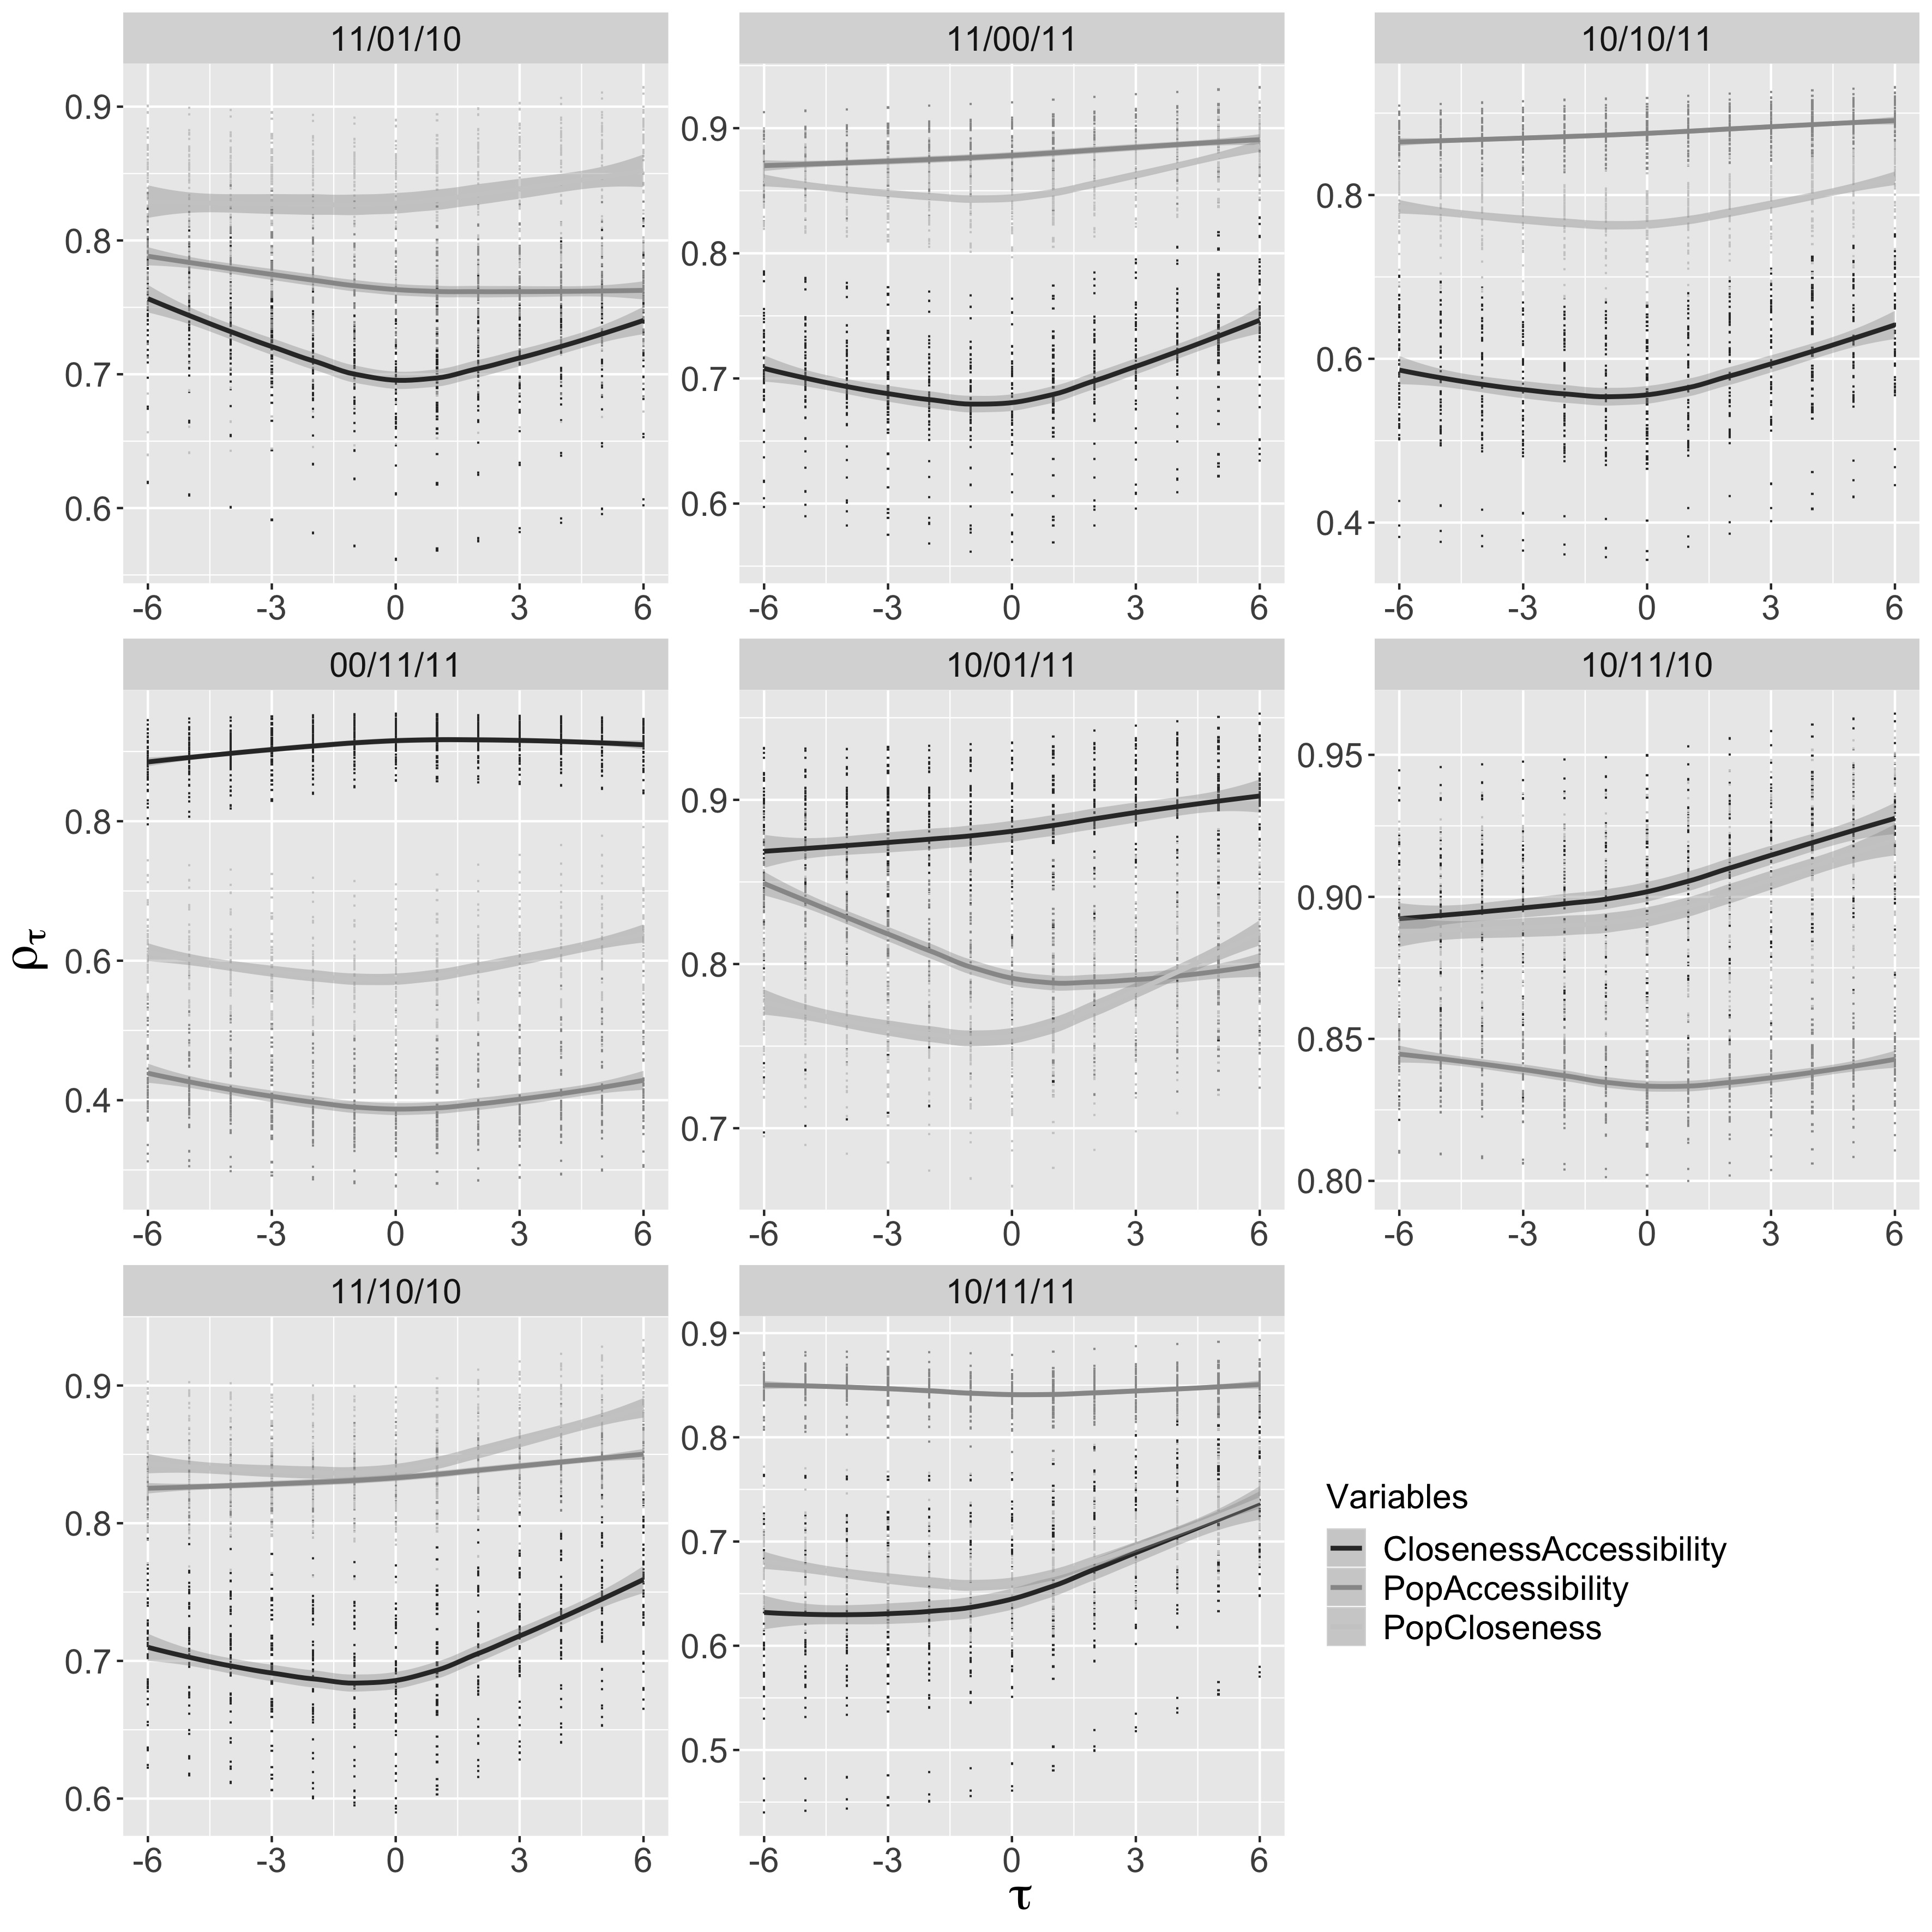 11/01/10 11/00/11 10/10/11
0.9 0.9
0.8 0.8 0.8
0.7 0.7 0.6
0.6 0.6 0.4
-6 -3 0 3 6 -6 -3 0 3 6 -6 -3 0 3 6
00/11/11 10/01/11 10/11/10
0.8 0.9 0.95
0.6 0.8 0.90
0.4 0.7 0.85
0.80
ρτ
-6 -3 0 3 6 -6 -3 0 3 6 -6 -3 0 3 6
11/10/10 10/11/11
0.9 0.9
0.8 0.8
0.7 0.7
0.6 0.6
0.5
-6 -3 0 3 6 -6 -3 0 3 6
τ
Variables
ClosenessAccessibility
PopAccessibility
PopCloseness